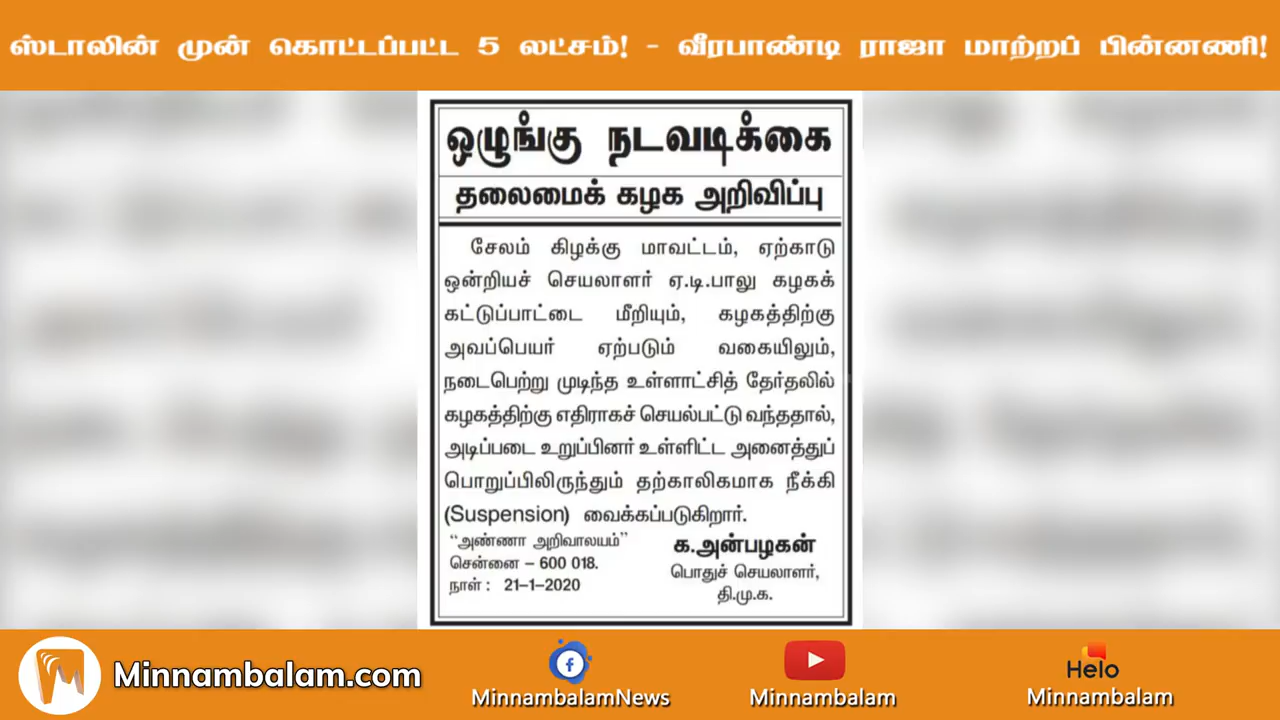 ஸ்டாலின் முன் கொட்டப்பட்ட 5 லட்சம்! - வீரபாண்டி ராஜா மாற்றப் பின்னணி!
ஒழுங்கு நடவடிக்கை
தலைமைக் கழக அறிவிப்பு
சேலம் கிழக்கு மாவட்டம், ஏற்காடு
ஒன்றியச் செயலாளர் ஏ.டி.பாலு கழகக்
கட்டுப்பாட்டை மீறியும், கழகத்திற்கு
அவப்பெயர் ஏற்படும் வகையிலும்,
நடைபெற்று முடிந்த உள்ளாட்சித் தேர்தலில்
கழகத்திற்கு எதிராகச் செயல்பட்டு வந்ததால்,
அடிப்படை உறுப்பினர் உள்ளிட்ட அனைத்துப்
பொறுப்பிலிருந்தும் தற்காலிகமாக நீக்கி
(Suspension) வைக்கப்படுகிறார்.
“அண்ணா அறிவாலயம்”
சென்னை – 600 018.
நாள் : 21–1–2020
க.அன்பழகன்
பொதுச் செயலாளர்,
தி.மு.க.
Minnambalam.com
MinnambalamNews
Minnambalam
Helo
Minnambalam